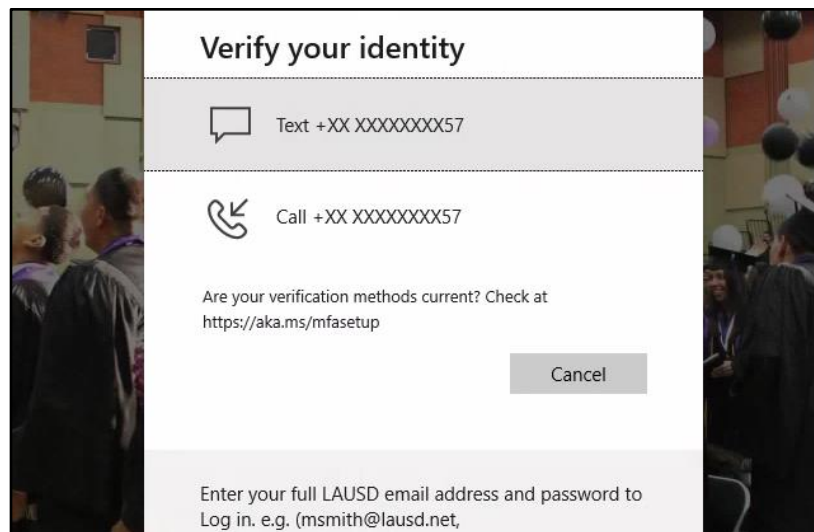 Verify your identity
Text +XX XXXXXXXX57
Call +XX XXXXXXXX57
Are your verification methods current? Check at
https://aka.ms/mfasetup
Cancel
Enter your full LAUSD email address and password to
Log in. e.g. (msmith@lausd.net,